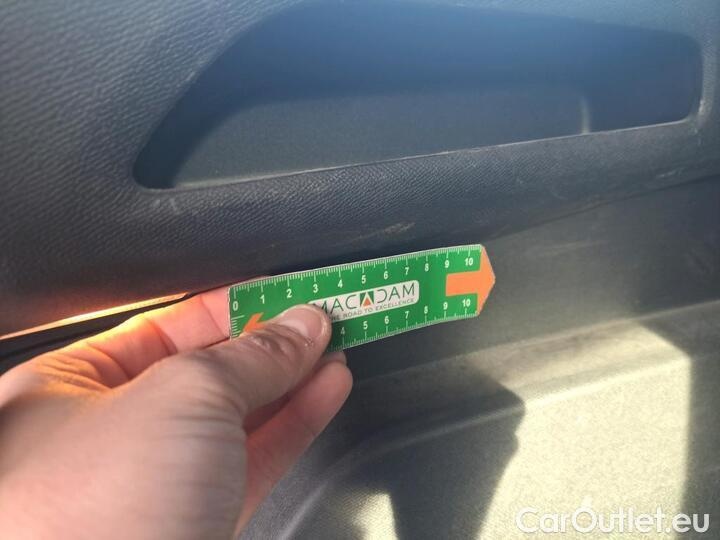 0 1 2 3 4 5 6 7 8 9 10
MACADAM
THE ROAD TO EXCELLENCE
4 5 6 7 8 9 10
CarOutlet.eu